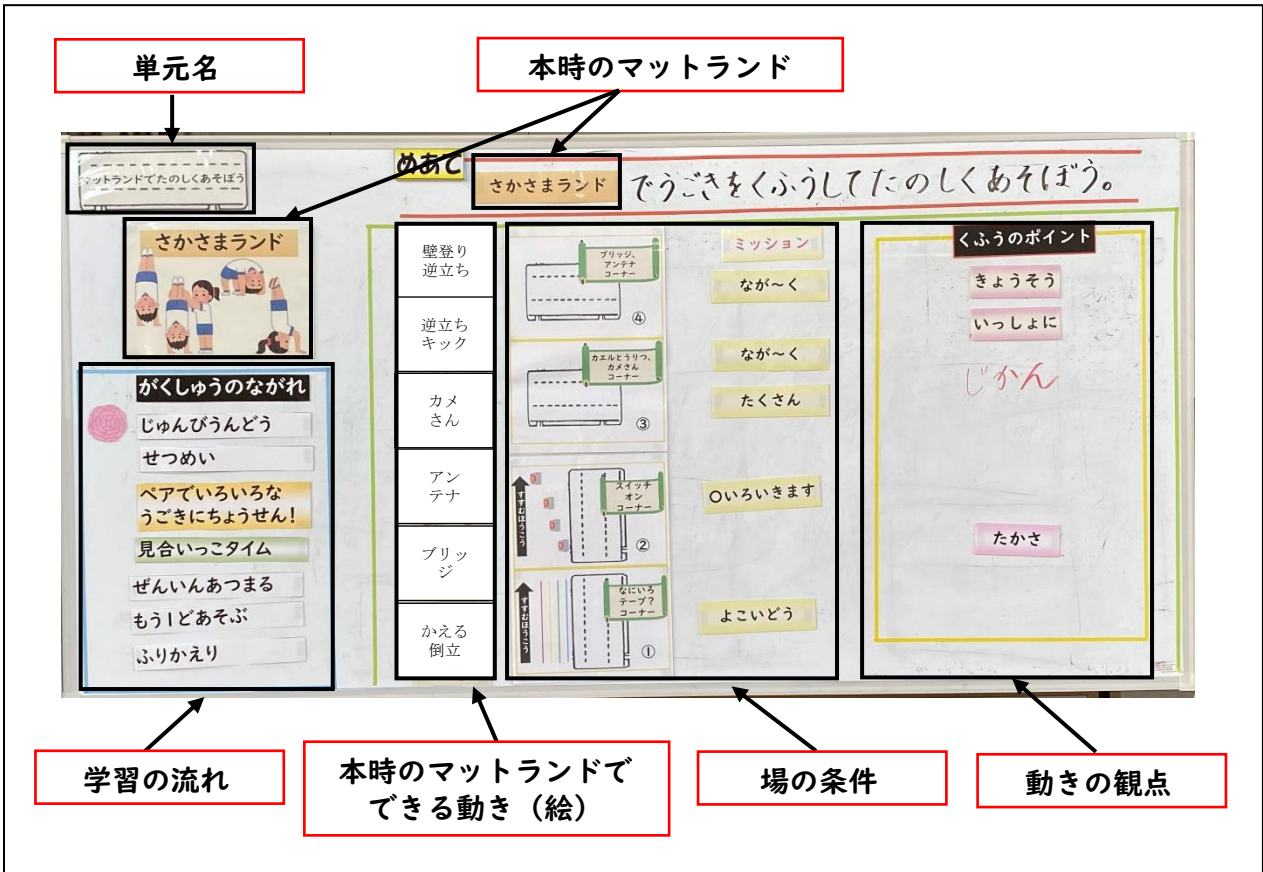 単元名
本時のマットランド
マットランドでたのしくあそぼう
めあて
さかさまランド
でうごきをくふうしてたのしくあそぼう。
さかさまランド
がくしゅうのながれ
じゅんびうんどう
せつめい
ペアでいろいろな
うごきにちょうせん!
見合いっこタイム
ぜんいんあつまる
もう1どあそぶ
ふりかえり
壁登り
逆立ち
逆立ち
キック
カメ
さん
アン
テナ
ブリッ
ジ
かえる
倒立
ブリッジ、
アンテナ
コーナー
④
カエルとうりつ、
カメさん
コーナー
③
スイッチ
オン
コーナー
すすむほうこう
②
なにいろ
テープ?
コーナー
すすむほうこう
①
ミッション
なが〜く
なが〜く
たくさん
〇いろいきます
よこいどう
くふうのポイント
きょうそう
いっしょに
じかん
たかさ
学習の流れ
本時のマットランドで
できる動き(絵)
場の条件
動きの観点